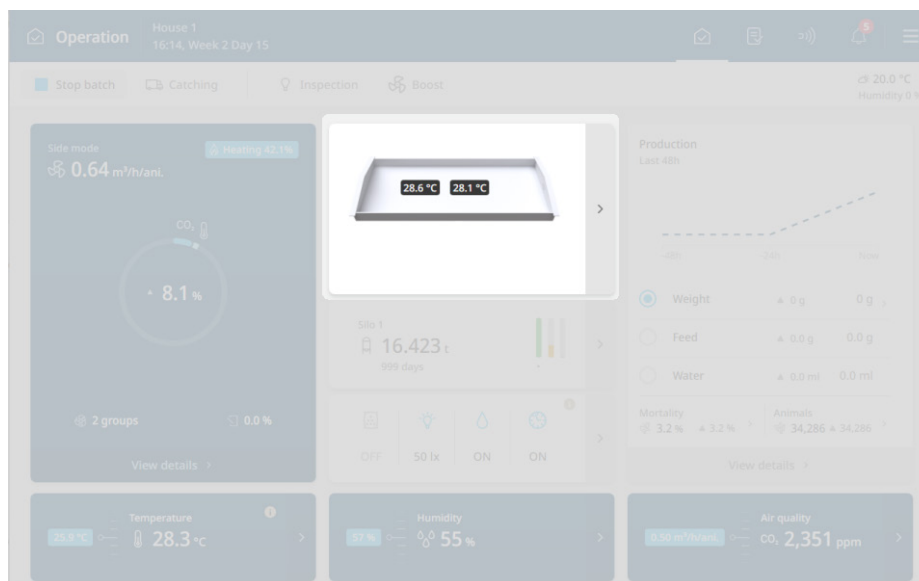 Operation
House 1
16:14, Week 2 Day 15
5
Stop batch
Catching
Inspection
Boost
20.0 °C
Humidity 0 %
Side mode
0.64 m³/h/ani.
Heating 42.1%
CO₂
8.1 %
2 groups
0.0 %
View details
28.6 °C
28.1 °C
Silo 1
16.423 t
999 days
OFF
50 lx
ON
ON
Production
Last 48h
-48h
-24h
Now
Weight
0 g
0 g
Feed
0.0 g
0.0 g
Water
0.0 ml
0.0 ml
Mortality
3.2 %
3.2 %
Animals
34,286
34,286
View details
Temperature
25.9 °C
28.3 °C
Humidity
57 %
55 %
Air quality
0.50 m³/h/ani.
CO₂ 2,351 ppm